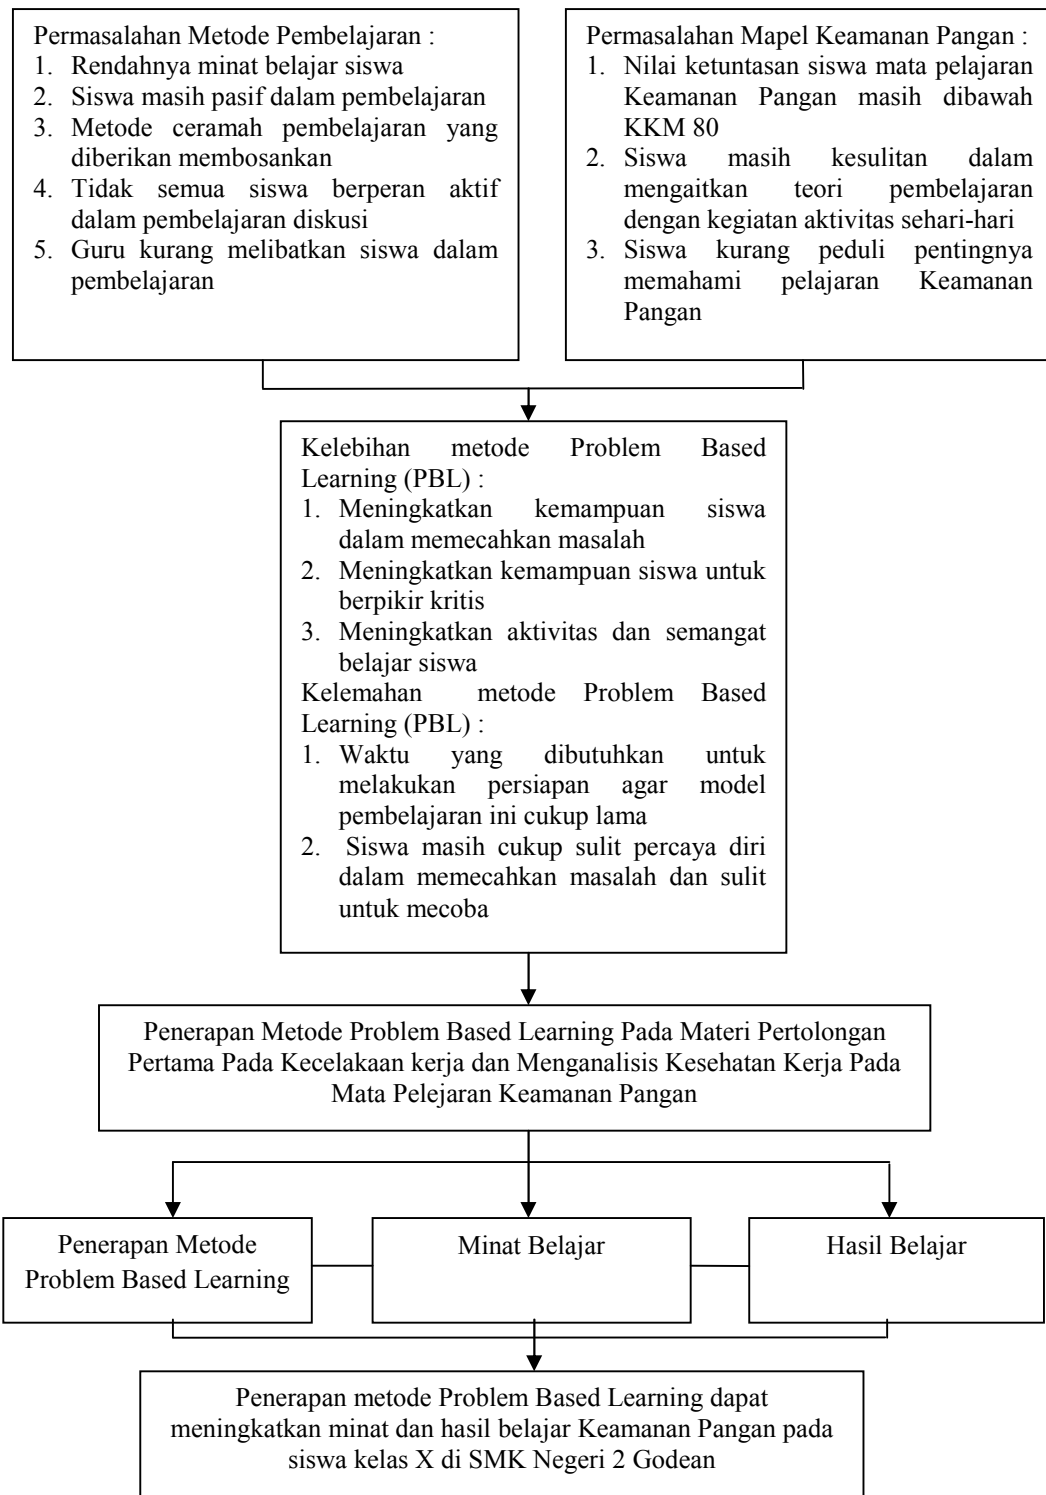 Permasalahan Metode Pembelajaran :
1. Rendahnya minat belajar siswa
2. Siswa masih pasif dalam pembelajaran
3. Metode ceramah pembelajaran yang
diberikan membosankan
4. Tidak semua siswa berperan aktif
dalam pembelajaran diskusi
5. Guru kurang melibatkan siswa dalam
pembelajaran
Permasalahan Mapel Keamanan Pangan :
1. Nilai ketuntasan siswa mata pelajaran
Keamanan Pangan masih dibawah
KKM 80
2. Siswa masih kesulitan dalam
mengaitkan teori pembelajaran
dengan kegiatan aktivitas sehari-hari
3. Siswa kurang peduli pentingnya
memahami pelajaran Keamanan
Pangan
Kelebihan metode Problem Based
Learning (PBL) :
1. Meningkatkan kemampuan siswa
dalam memecahkan masalah
2. Meningkatkan kemampuan siswa untuk
berpikir kritis
3. Meningkatkan aktivitas dan semangat
belajar siswa
Kelemahan metode Problem Based
Learning (PBL) :
1. Waktu yang dibutuhkan untuk
melakukan persiapan agar model
pembelajaran ini cukup lama
2. Siswa masih cukup sulit percaya diri
dalam memecahkan masalah dan sulit
untuk mecoba
Penerapan Metode Problem Based Learning Pada Materi Pertolongan
Pertama Pada Kecelakaan kerja dan Menganalisis Kesehatan Kerja Pada
Mata Pelejaran Keamanan Pangan
Penerapan Metode
Problem Based Learning
Minat Belajar
Hasil Belajar
Penerapan metode Problem Based Learning dapat
meningkatkan minat dan hasil belajar Keamanan Pangan pada
siswa kelas X di SMK Negeri 2 Godean